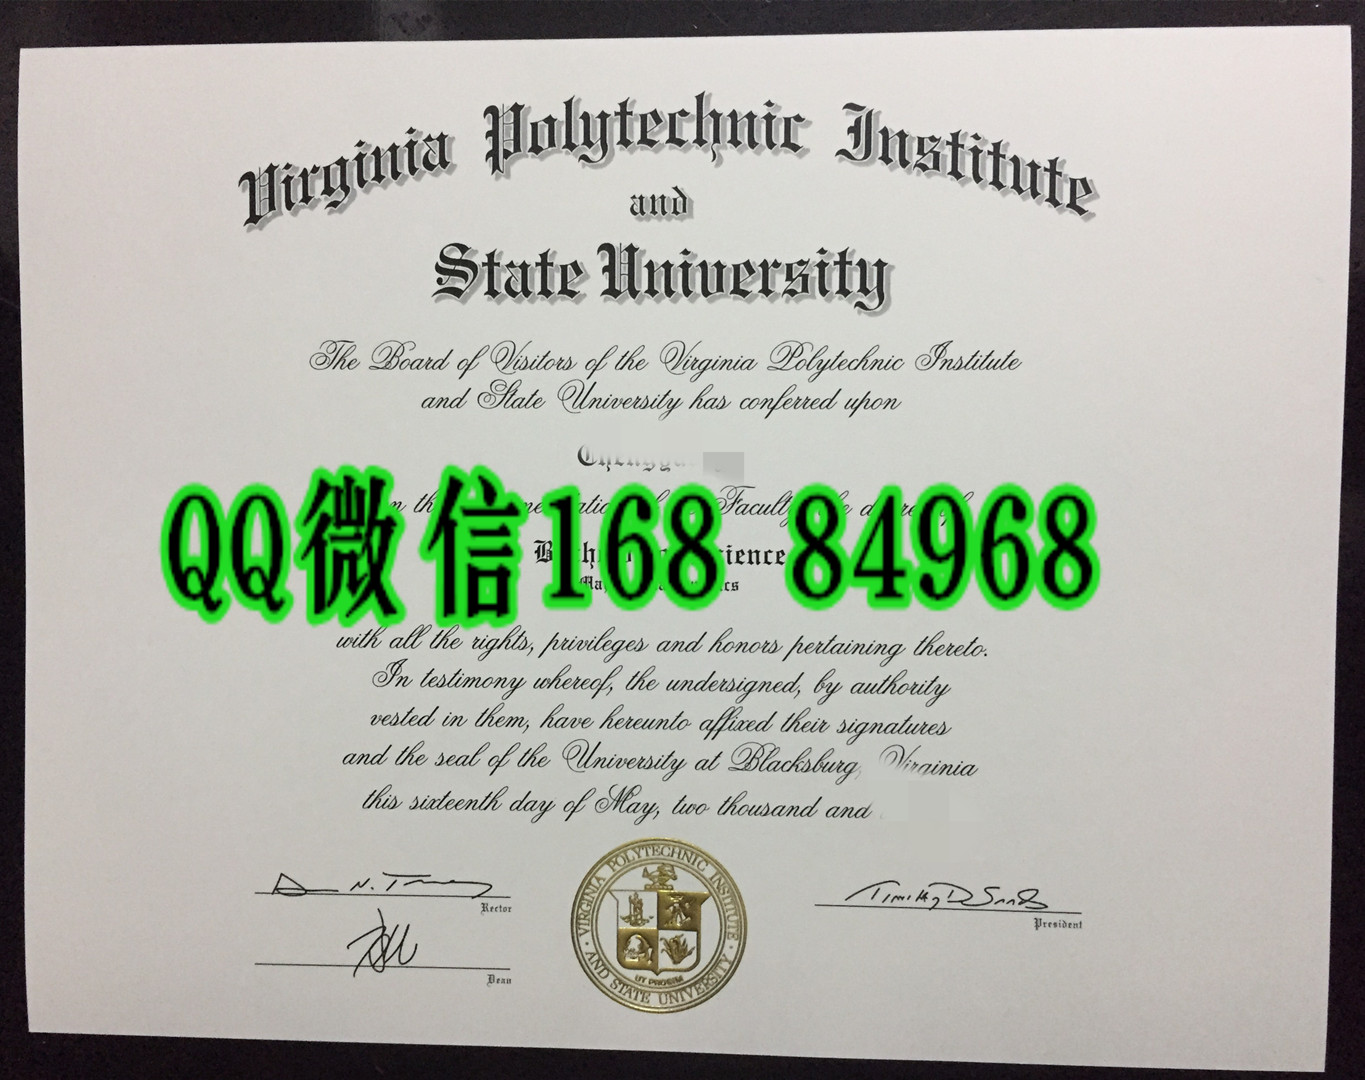 Virginia Polytechnic Institute
and
State University
The Board of Visitors of the Virginia Polytechnic Institute
and State University has conferred upon
QQ微信168 84968
with all the rights, privileges and honors pertaining thereto.
In testimony whereof, the undersigned, by authority
vested in them, have hereunto affixed their signatures
and the seal of the University at Blacksburg, Virginia
this sixteenth day of May, two thousand and
Rector
President
Dean
VIRGINIA POLYTECHNIC INSTITUTE
AND STATE UNIVERSITY
UT PROSIM